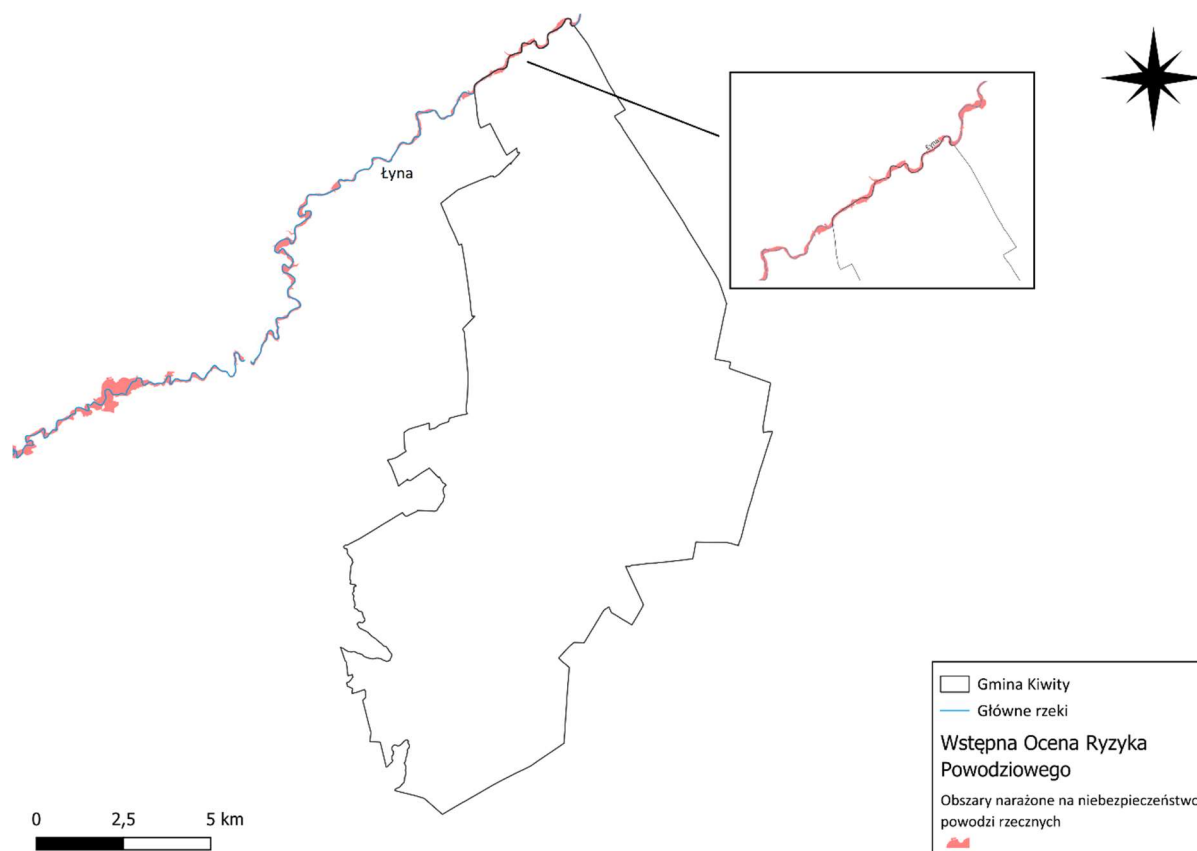 Łyna
Łyna
0 2,5 5 km
Gmina Kiwity
Główne rzeki
Wstępna Ocena Ryzyka
Powodziowego
Obszary narażone na niebezpieczeństwo
powodzi rzecznych